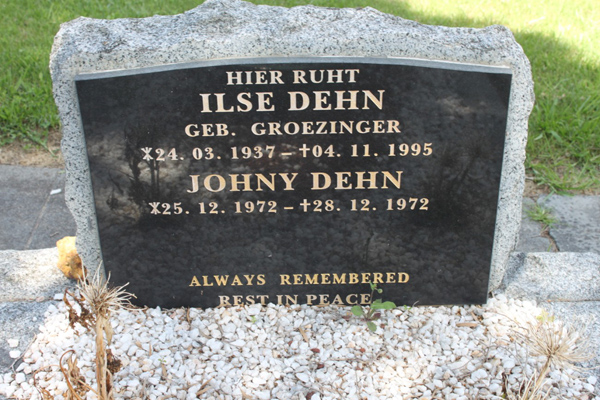 HIER RUHT
ILSE DEHN
GEB. GROEZINGER
*24. 03. 1937 – †04. 11. 1995
JOHNY DEHN
*25. 12. 1972 – †28. 12. 1972
ALWAYS REMEMBERED
REST IN PEACE